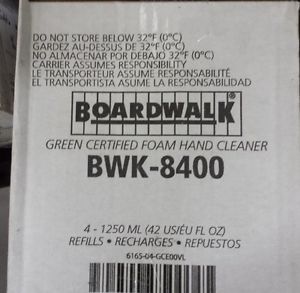 DO NOT STORE BELOW 32°F (0°C)
GARDEZ AU-DESSUS DE 32°F (0°C)
NO ALMACENAR POR DEBAJO 32°F (0°C)
CARRIER ASSUMES RESPONSIBILITY
LE TRANSPORTEUR ASSUME RESPONSABILITÉ
EL TRANSPORTISTA ASUME LA RESPONSABILIDAD
BOARDWALK®
GREEN CERTIFIED FOAM HAND CLEANER
BWK-8400
4 - 1250 ML (42 US/ÉU FL OZ)
REFILLS • RECHARGES • REPUESTOS
6165-04-GCE00VL